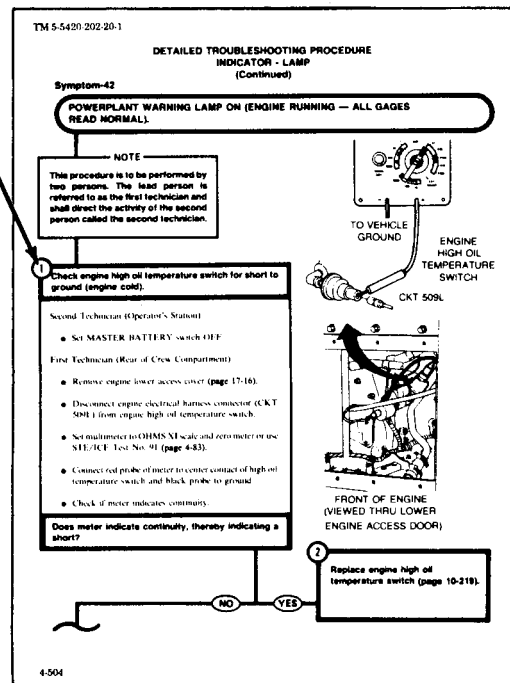 TM 5-5420-202-20-1
DETAILED TROUBLESHOOTING PROCEDURE
INDICATOR - LAMP
(Continued)
Symptom-42
POWERPLANT WARNING LAMP ON (ENGINE RUNNING — ALL GAGES
READ NORMAL).
NOTE
This procedure is to be performed by
two persons. The lead person is
referred to as the first technician and
shall direct the activity of the second
person called the second technician.
TO VEHICLE
GROUND
ENGINE
HIGH OIL
TEMPERATURE
SWITCH
CKT 509L
1
Check engine high oil temperature switch for short to
ground (engine cold).
Second Technician (Operator's Station)
● Set MASTER BATTERY switch OFF
First Technician (Rear of Crew Compartment)
● Remove engine lower access cover (page 17-16).
● Disconnect engine electrical harness connector (CKT
509L) from engine high oil temperature switch.
● Set multimeter to OHMS X1 scale and zero meter or use
STE/ICE Test No. 91 (page 4-83).
● Connect red probe of meter to center contact of high oil
temperature switch and black probe to ground
● Check if meter indicates continuity.
Does meter indicate continuity, thereby indicating a
short?
FRONT OF ENGINE
(VIEWED THRU LOWER
ENGINE ACCESS DOOR)
2
Replace engine high oil
temperature switch (page 10-219).
NO
YES
4-504